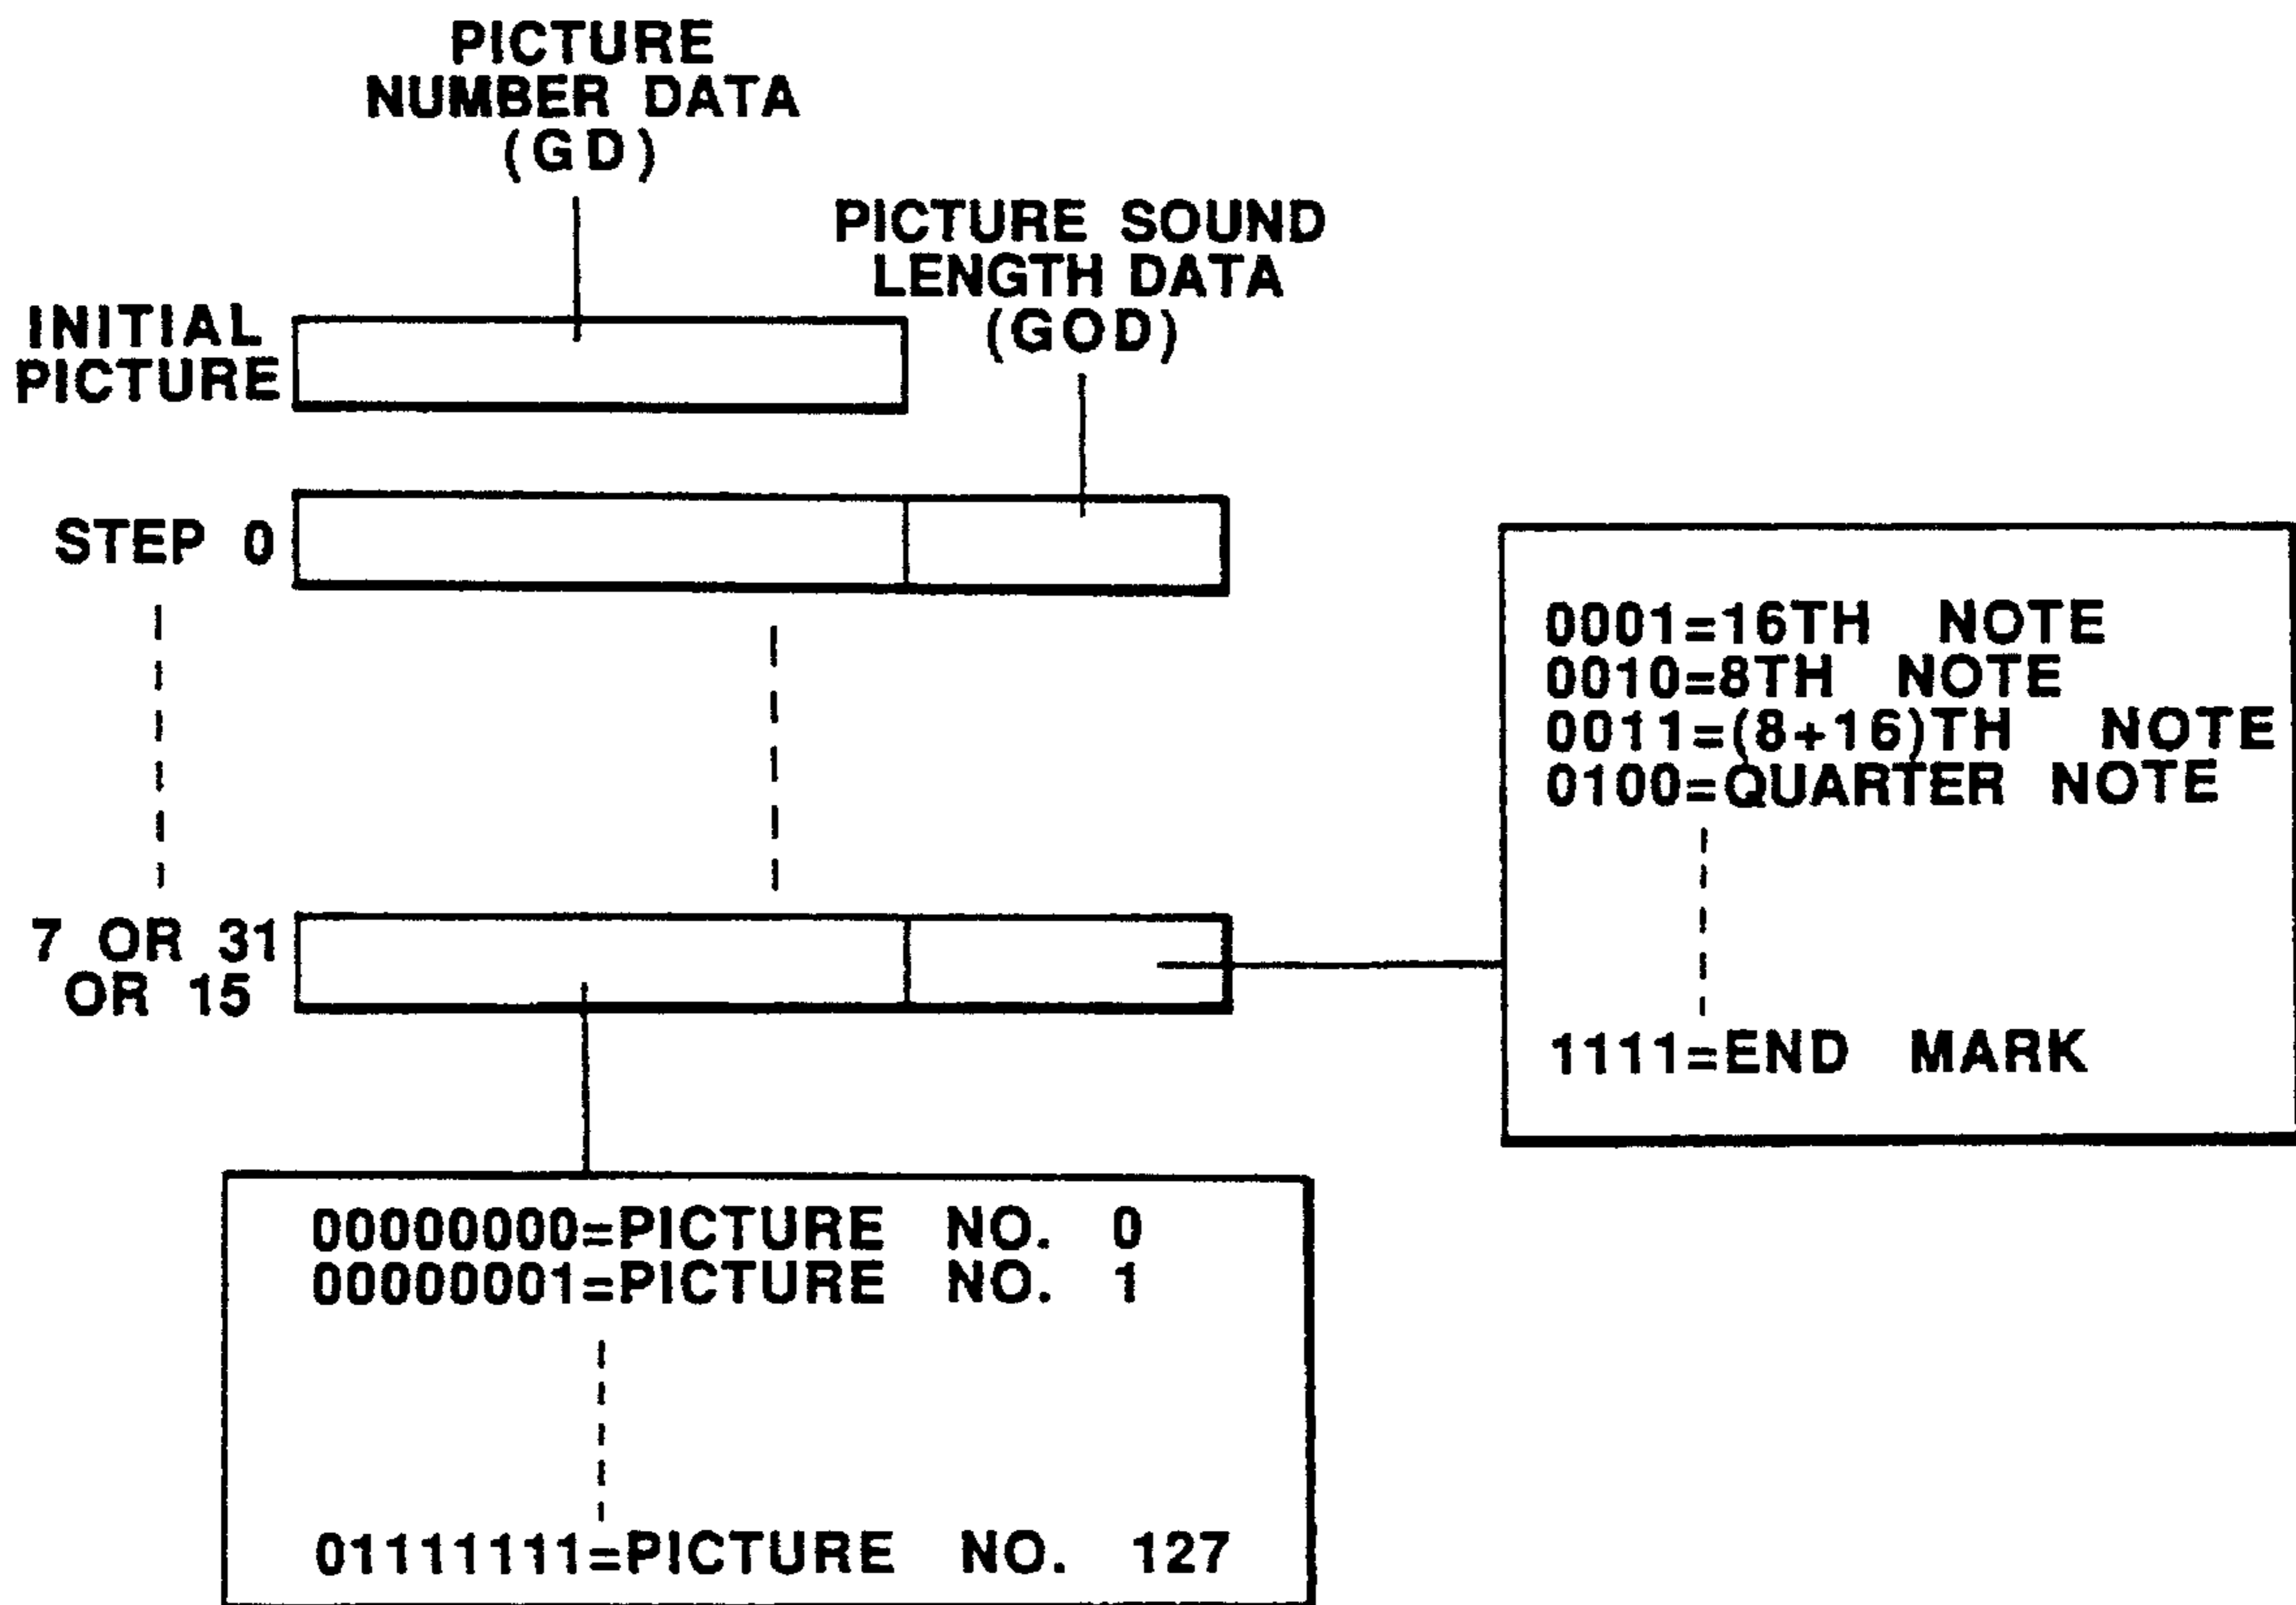 PICTURE
NUMBER DATA
(GD)
PICTURE SOUND
LENGTH DATA
(GOD)
INITIAL
PICTURE
STEP 0
7 OR 31
OR 15
0001=16TH NOTE
0010=8TH NOTE
0011=(8+16)TH NOTE
0100=QUARTER NOTE
1111=END MARK
00000000=PICTURE NO. 0
00000001=PICTURE NO. 1
01111111=PICTURE NO. 127